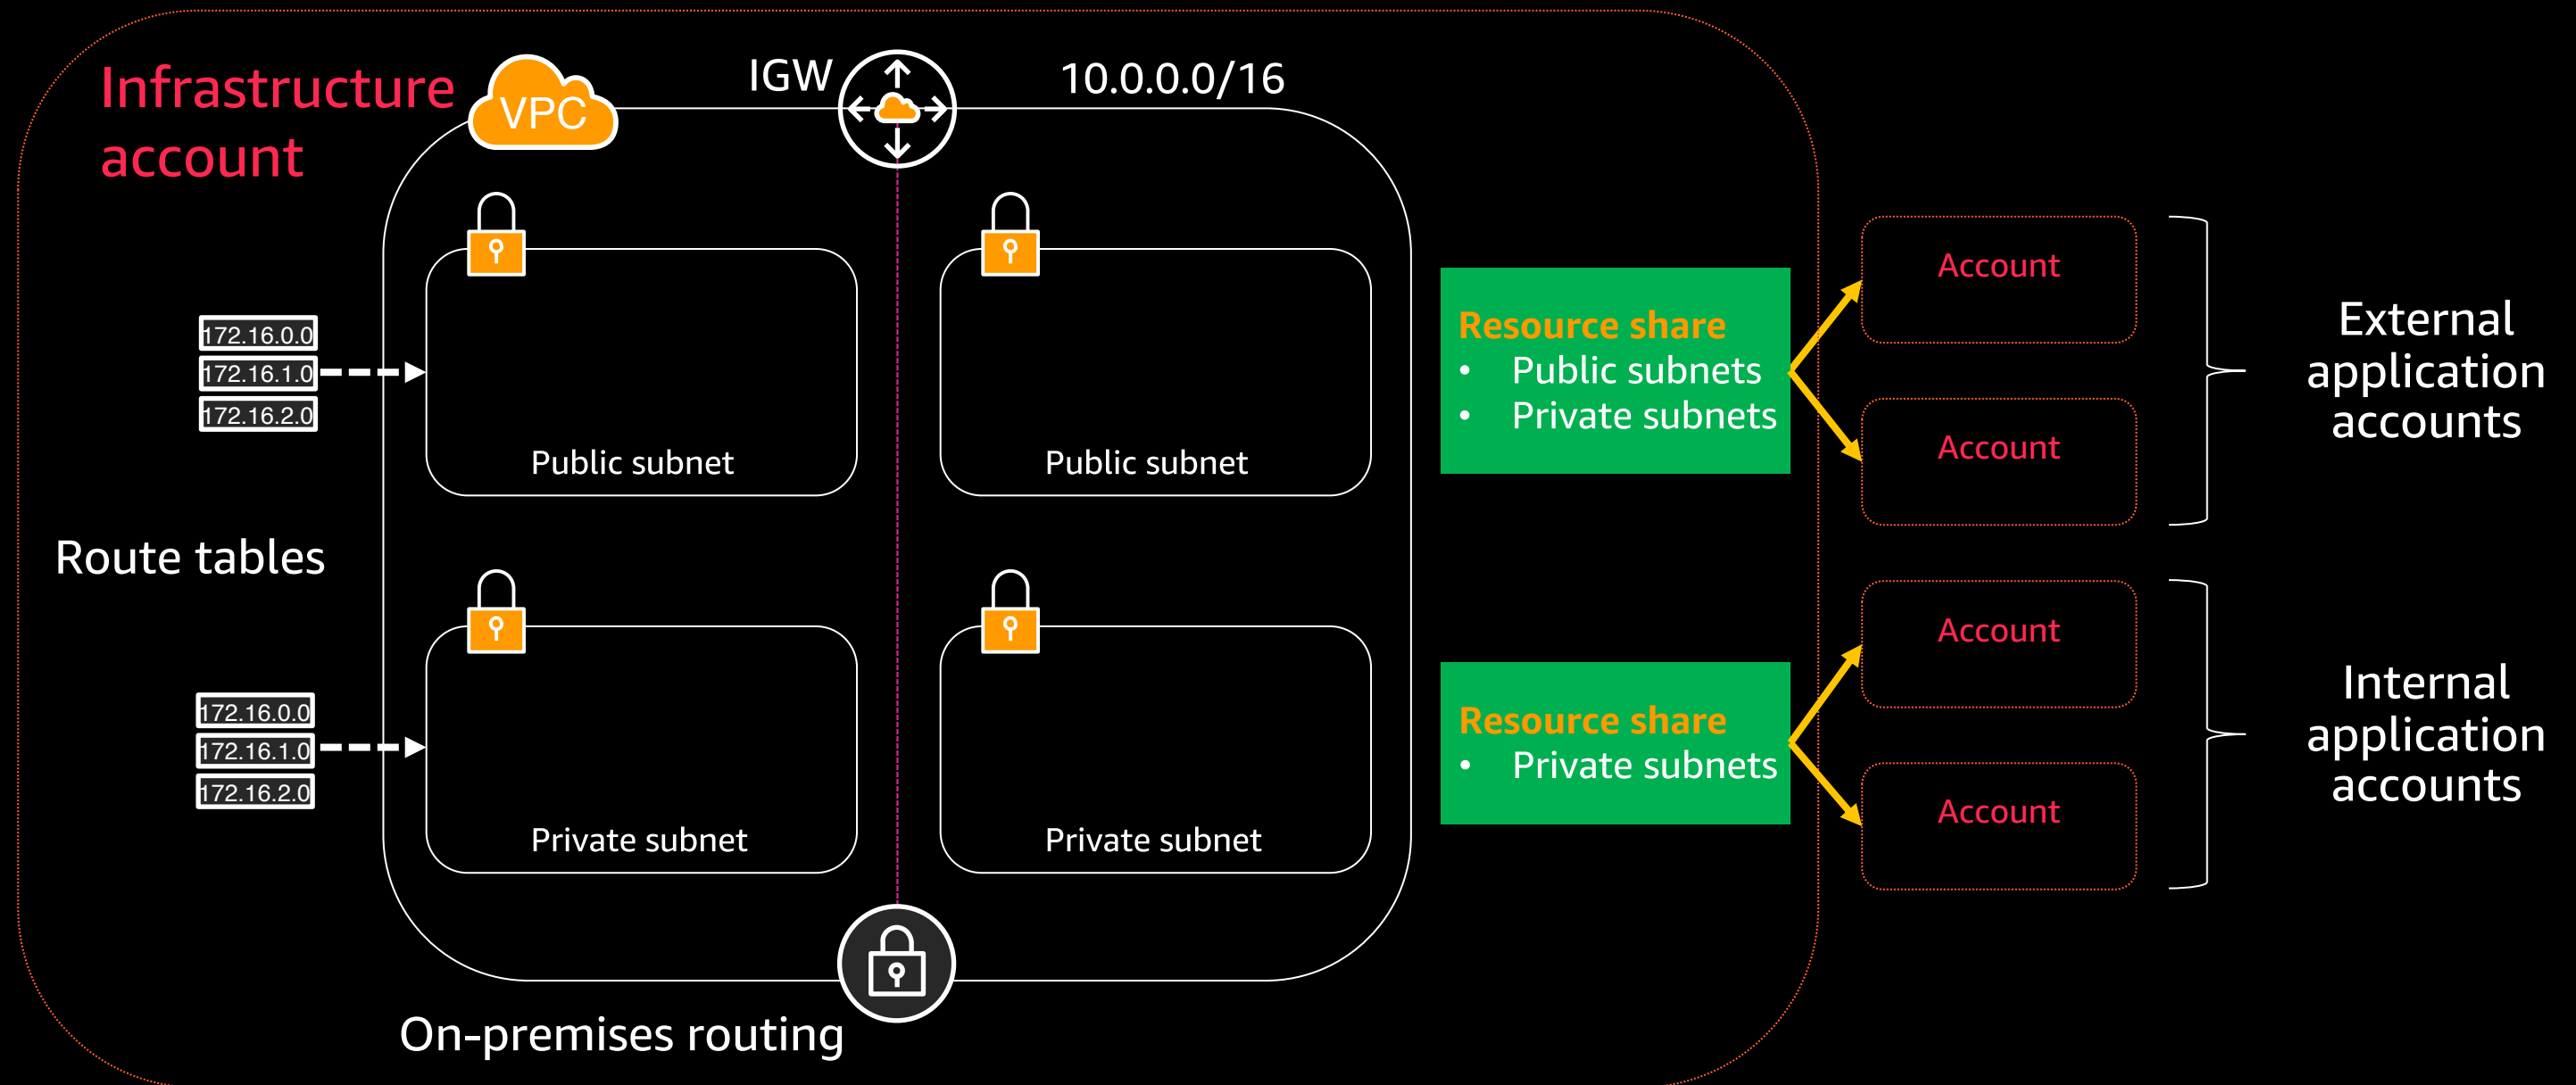 Infrastructure
account
VPC
IGW
10.0.0.0/16
172.16.0.0
172.16.1.0
172.16.2.0
Public subnet
Public subnet
Route tables
172.16.0.0
172.16.1.0
172.16.2.0
Private subnet
Private subnet
On-premises routing
Resource share
• Public subnets
• Private subnets
Resource share
• Private subnets
Account
Account
External
application
accounts
Account
Account
Internal
application
accounts